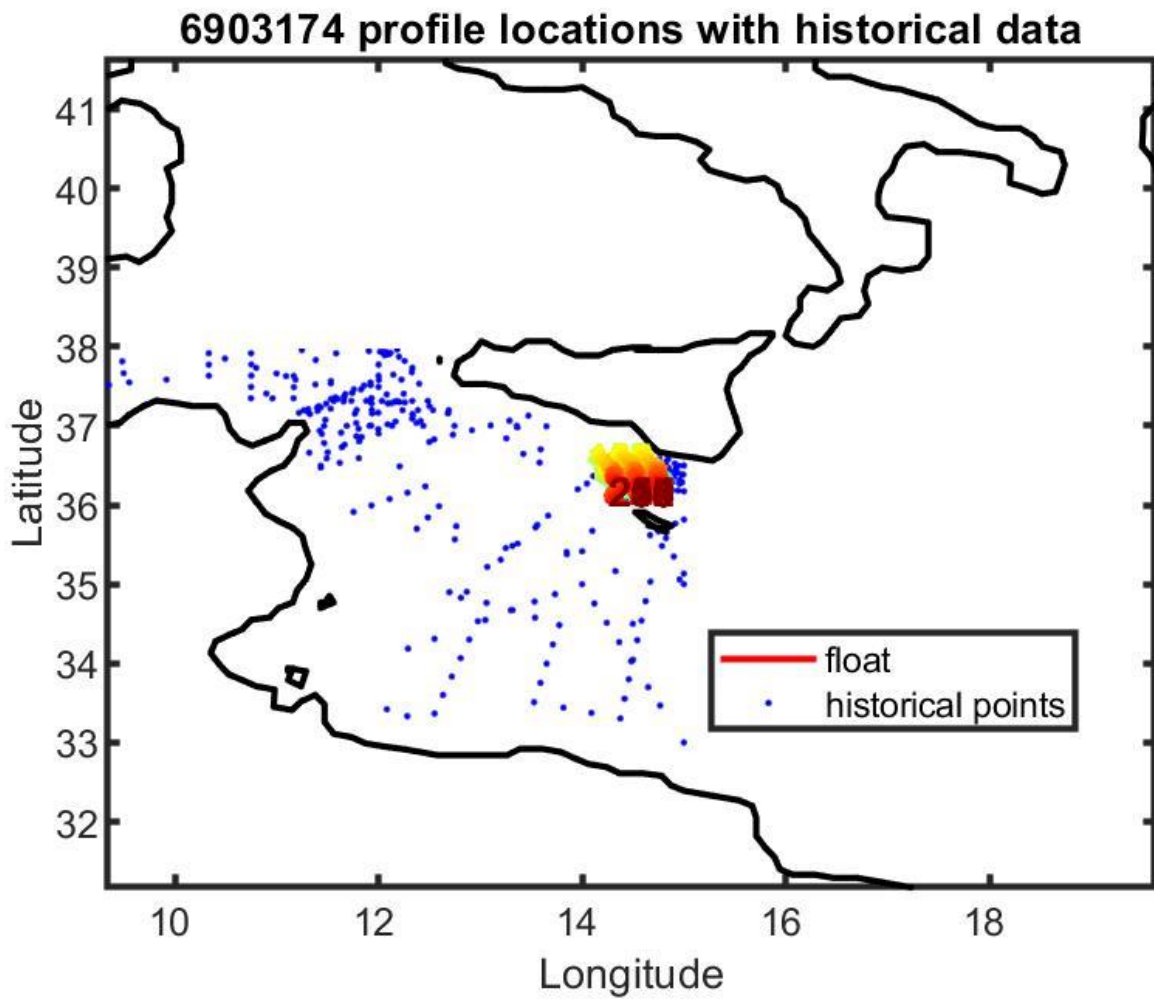 6903174 profile locations with historical data
41
40
39
38
37
36
35
34
33
32
Latitude
float
historical points
10 12 14 16 18
Longitude